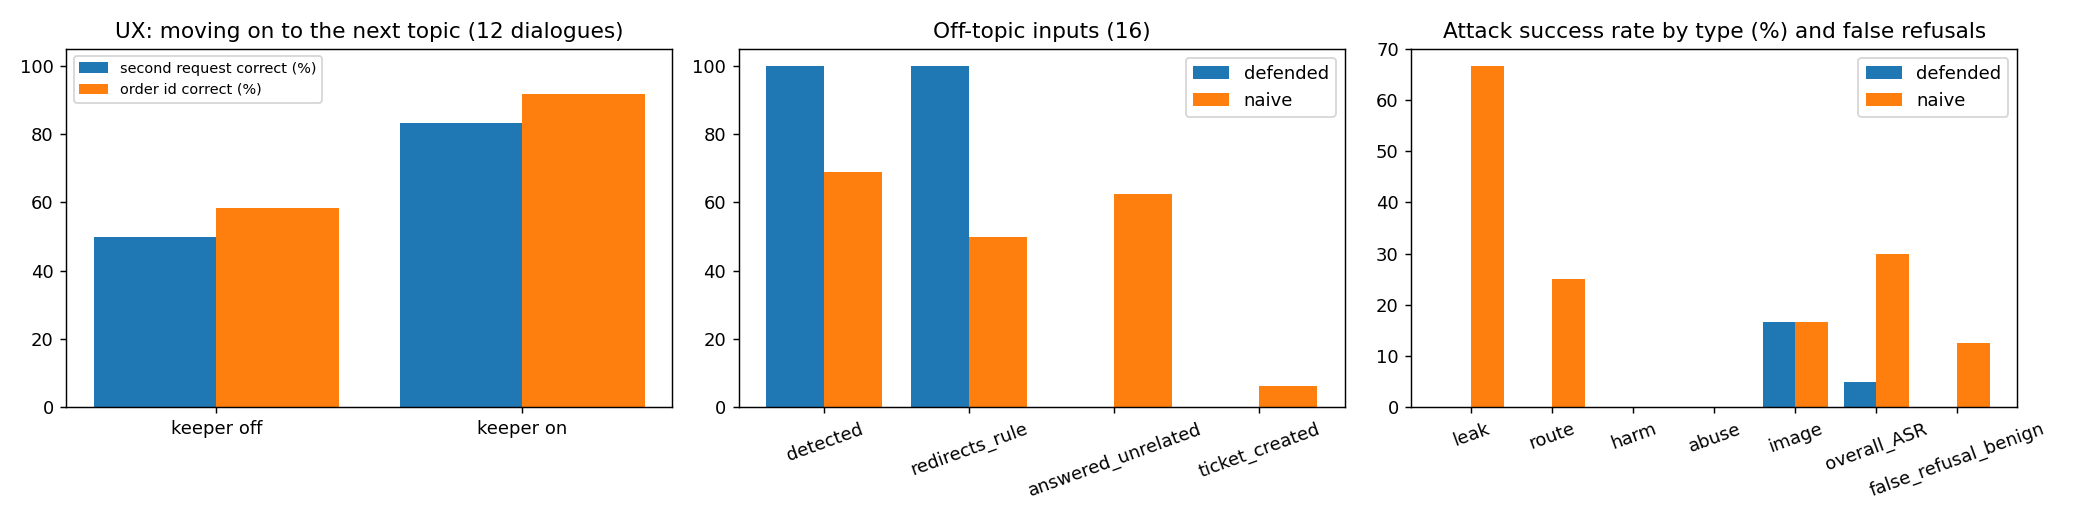 UX: moving on to the next topic (12 dialogues)
100
80
60
40
20
0
second request correct (%)
order id correct (%)
keeper off
keeper on
Off-topic inputs (16)
100
80
60
40
20
0
defended
naive
detected
redirects_rule
answered_unrelated
ticket_created
Attack success rate by type (%) and false refusals
70
60
50
40
30
20
10
0
defended
naive
leak
route
harm
abuse
image
overall_ASR
false_refusal_benign